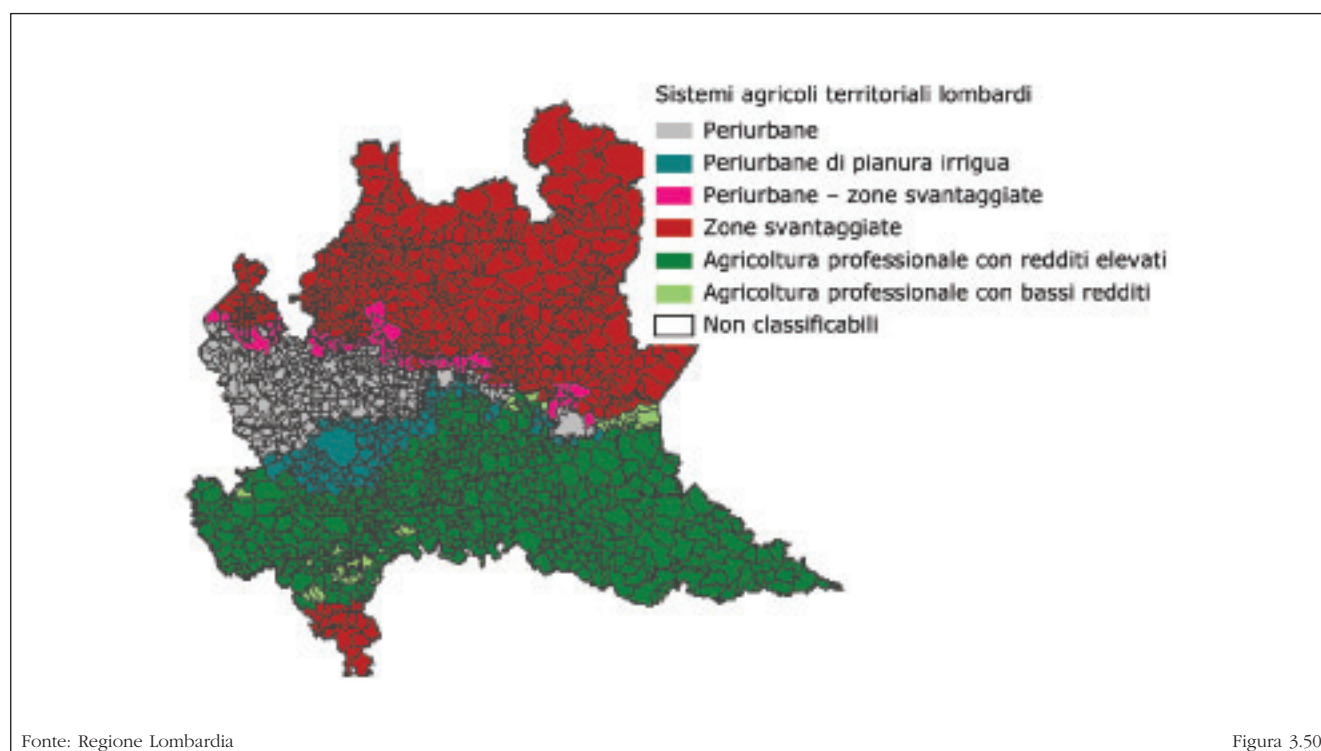 Sistemi agricoli territoriali lombardi
Periurbane
Periurbane di pianura irrigua
Periurbane – zone svantaggiate
Zone svantaggiate
Agricoltura professionale con redditi elevati
Agricoltura professionale con bassi redditi
Non classificabili
Fonte: Regione Lombardia
Figura 3.50